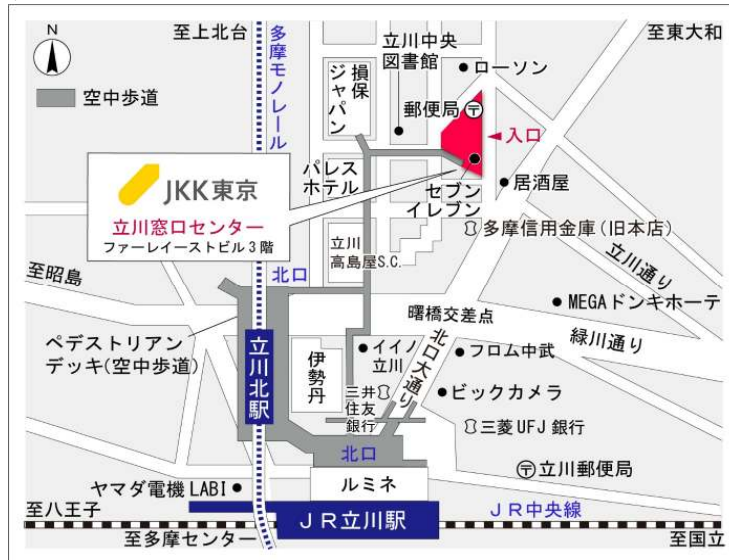 至上北台
至東大和
N
空中歩道
多摩モノレール
損保
ジャパン
立川中央
図書館
ローソン
郵便局
入口
JKK東京
立川窓口センター
ファーレイーストビル3階
パレス
ホテル
セブン
イレブン
居酒屋
多摩信用金庫(旧本店)
立川
高島屋S.C.
立川通り
至昭島
北口
MEGAドンキホーテ
曙橋交差点
緑川通り
ペデストリアン
デッキ(空中歩道)
立川北駅
伊勢丹
イイノ
立川
北口大通り
フロム中武
三井
住友
銀行
ビックカメラ
三菱UFJ銀行
北口
立川郵便局
ヤマダ電機LABI
ルミネ
至八王子
JR立川駅
JR中央線
至多摩センター
至国立